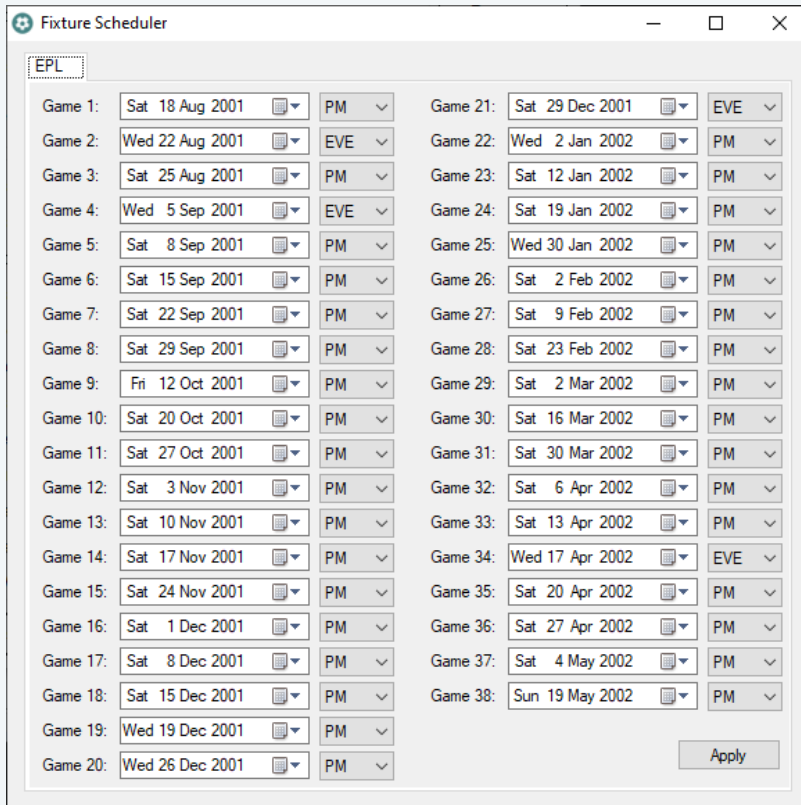 Fixture Scheduler
EPL
Game 1: Sat 18 Aug 2001 PM
Game 2: Wed 22 Aug 2001 EVE
Game 3: Sat 25 Aug 2001 PM
Game 4: Wed 5 Sep 2001 EVE
Game 5: Sat 8 Sep 2001 PM
Game 6: Sat 15 Sep 2001 PM
Game 7: Sat 22 Sep 2001 PM
Game 8: Sat 29 Sep 2001 PM
Game 9: Fri 12 Oct 2001 PM
Game 10: Sat 20 Oct 2001 PM
Game 11: Sat 27 Oct 2001 PM
Game 12: Sat 3 Nov 2001 PM
Game 13: Sat 10 Nov 2001 PM
Game 14: Sat 17 Nov 2001 PM
Game 15: Sat 24 Nov 2001 PM
Game 16: Sat 1 Dec 2001 PM
Game 17: Sat 8 Dec 2001 PM
Game 18: Sat 15 Dec 2001 PM
Game 19: Wed 19 Dec 2001 PM
Game 20: Wed 26 Dec 2001 PM
Game 21: Sat 29 Dec 2001 EVE
Game 22: Wed 2 Jan 2002 PM
Game 23: Sat 12 Jan 2002 PM
Game 24: Sat 19 Jan 2002 PM
Game 25: Wed 30 Jan 2002 PM
Game 26: Sat 2 Feb 2002 PM
Game 27: Sat 9 Feb 2002 PM
Game 28: Sat 23 Feb 2002 PM
Game 29: Sat 2 Mar 2002 PM
Game 30: Sat 16 Mar 2002 PM
Game 31: Sat 30 Mar 2002 PM
Game 32: Sat 6 Apr 2002 PM
Game 33: Sat 13 Apr 2002 PM
Game 34: Wed 17 Apr 2002 EVE
Game 35: Sat 20 Apr 2002 PM
Game 36: Sat 27 Apr 2002 PM
Game 37: Sat 4 May 2002 PM
Game 38: Sun 19 May 2002 PM
Apply